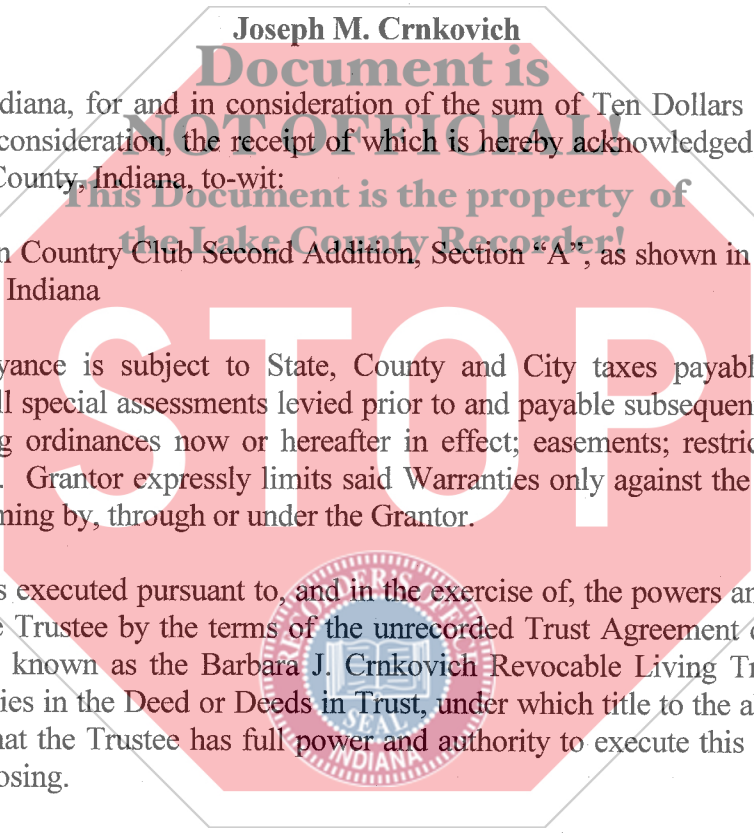 Joseph M. Crnkovich
Document is
diana, for and in consideration of the sum of Ten Dollars
NOT OFFICIAL!
consideration, the receipt of which is hereby acknowledged
County, Indiana, to-wit:
This Document is the property of
the Lake County Recorder!
n Country Club Second Addition, Section “A”, as shown in
Indiana
STOP
yance is subject to State, County and City taxes payabl
ll special assessments levied prior to and payable subsequen
g ordinances now or hereafter in effect; easements; restric
. Grantor expressly limits said Warranties only against the
ming by, through or under the Grantor.
s executed pursuant to, and in the exercise of, the powers an
e Trustee by the terms of the unrecorded Trust Agreement
known as the Barbara J. Crnkovich Revocable Living Tr
ies in the Deed or Deeds in Trust, under which title to the a
hat the Trustee has full power and authority to execute this
osing.
RECORDER'S OFFICE
SEAL
INDIANA